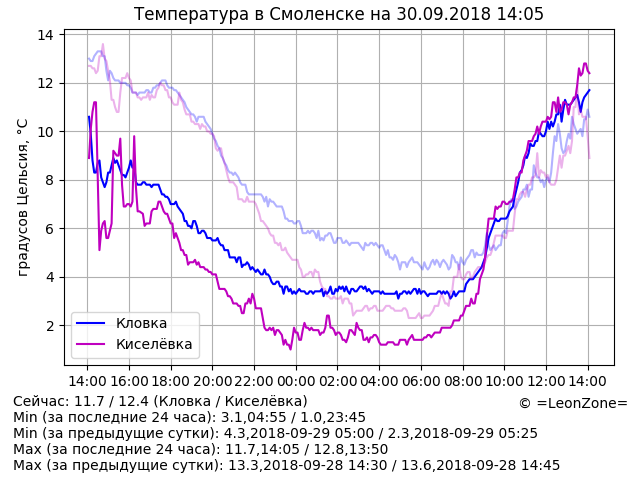 Температура в Смоленске на 30.09.2018 14:05
градусов Цельсия, °C
14
12
10
8
6
4
2
Кловка
Киселёвка
14:00 16:00 18:00 20:00 22:00 00:00 02:00 04:00 06:00 08:00 10:00 12:00 14:00
Сейчас: 11.7 / 12.4 (Кловка / Киселёвка)
© =LeonZone=
Min (за последние 24 часа): 3.1,04:55 / 1.0,23:45
Min (за предыдущие сутки): 4.3,2018-09-29 05:00 / 2.3,2018-09-29 05:25
Max (за последние 24 часа): 11.7,14:05 / 12.8,13:50
Max (за предыдущие сутки): 13.3,2018-09-28 14:30 / 13.6,2018-09-28 14:45